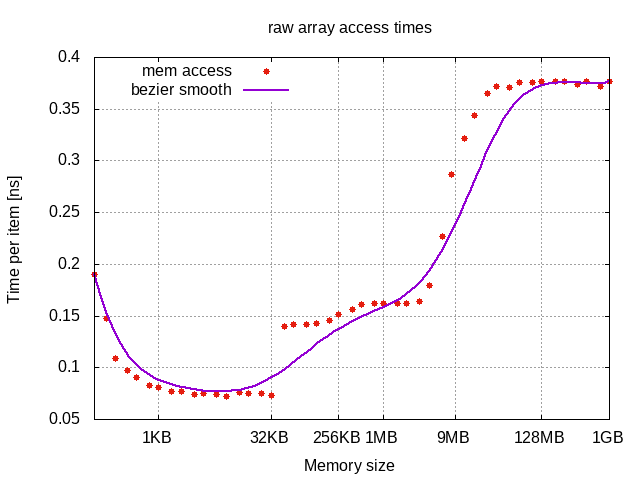 raw array access times
mem access
bezier smooth
0.4
0.35
0.3
0.25
0.2
0.15
0.1
0.05
Time per item [ns]
1KB 32KB 256KB 1MB 9MB 128MB 1GB
Memory size